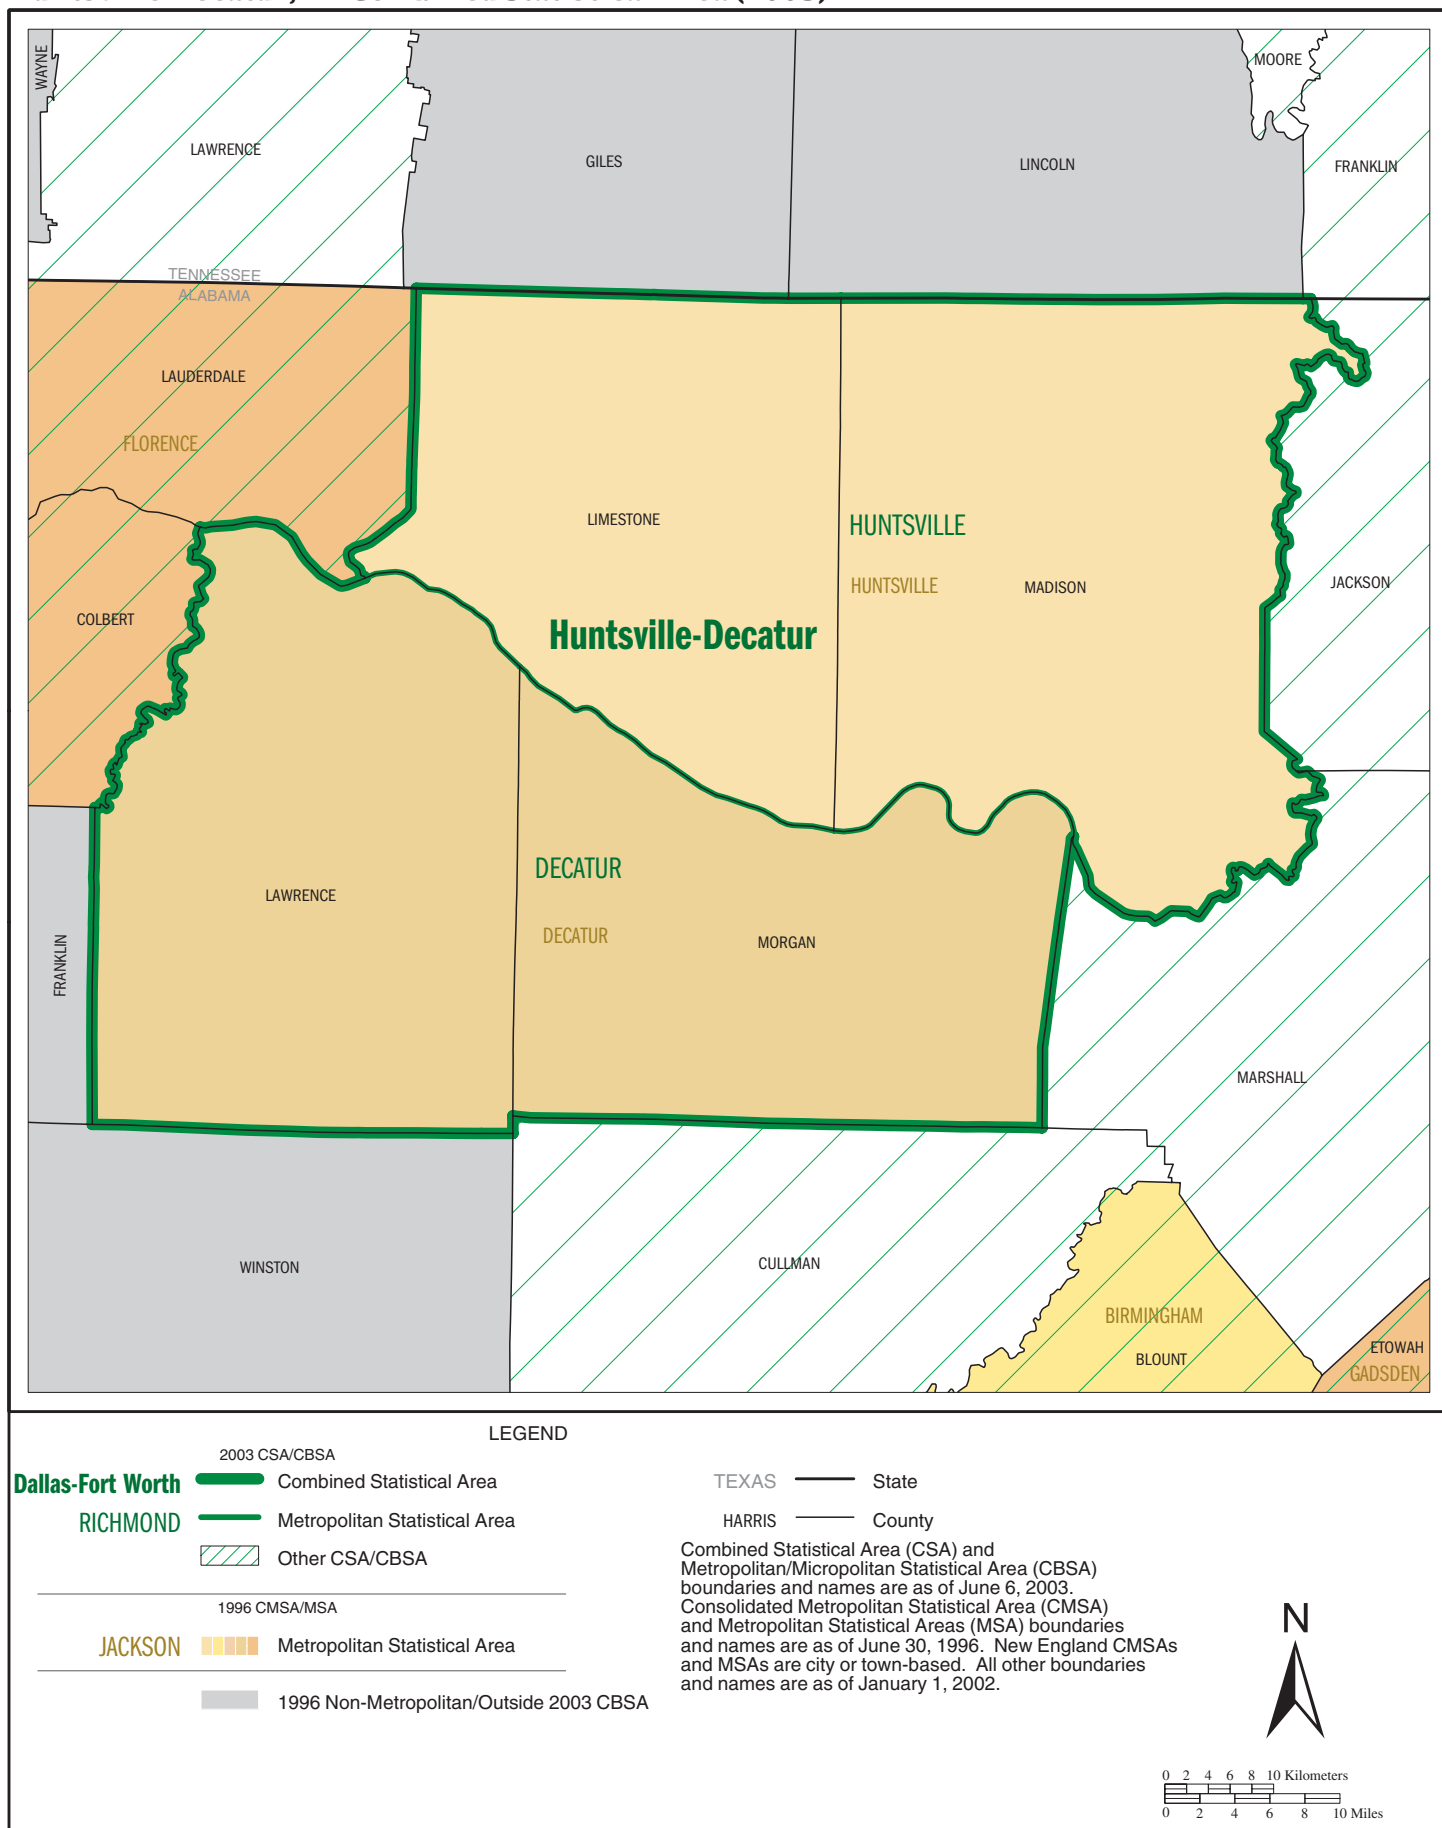 WAYNE
MOORE
LAWRENCE
GILES
LINCOLN
FRANKLIN
TENNESSEE
ALABAMA
LAUDERDALE
FLORENCE
LIMESTONE
HUNTSVILLE
HUNTSVILLE
MADISON
JACKSON
COLBERT
Huntsville-Decatur
DECATUR
LAWRENCE
DECATUR
MORGAN
FRANKLIN
MARSHALL
WINSTON
CULLMAN
BIRMINGHAM
BLOUNT
ETOWAH
GADSDEN
LEGEND
2003 CSA/CBSA
Dallas-Fort Worth Combined Statistical Area
RICHMOND Metropolitan Statistical Area
Other CSA/CBSA
1996 CMSA/MSA
JACKSON Metropolitan Statistical Area
1996 Non-Metropolitan/Outside 2003 CBSA
TEXAS State
HARRIS County
Combined Statistical Area (CSA) and
Metropolitan/Micropolitan Statistical Area (CBSA)
boundaries and names are as of June 6, 2003.
Consolidated Metropolitan Statistical Area (CMSA)
and Metropolitan Statistical Areas (MSA) boundaries
and names are as of June 30, 1996. New England CMSAs
and MSAs are city or town-based. All other boundaries
and names are as of January 1, 2002.
N
0 2 4 6 8 10 Kilometers
0 2 4 6 8 10 Miles